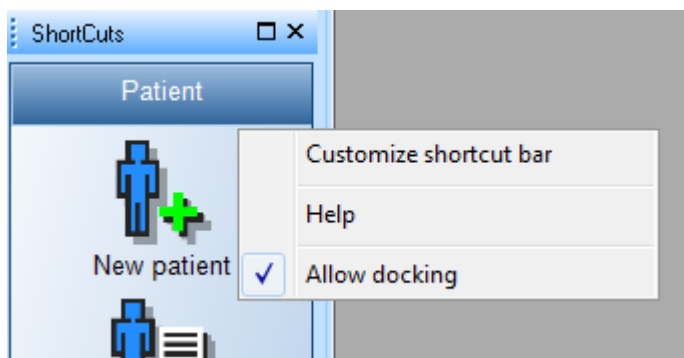 ShortCuts
Patient
Customize shortcut bar
Help
New patient
Allow docking